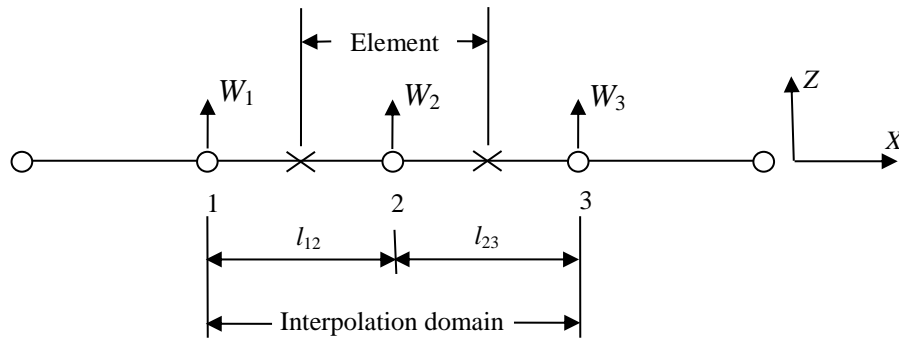 Element
W1
W2
W3
Z
X
1
2
3
l12
l23
Interpolation domain